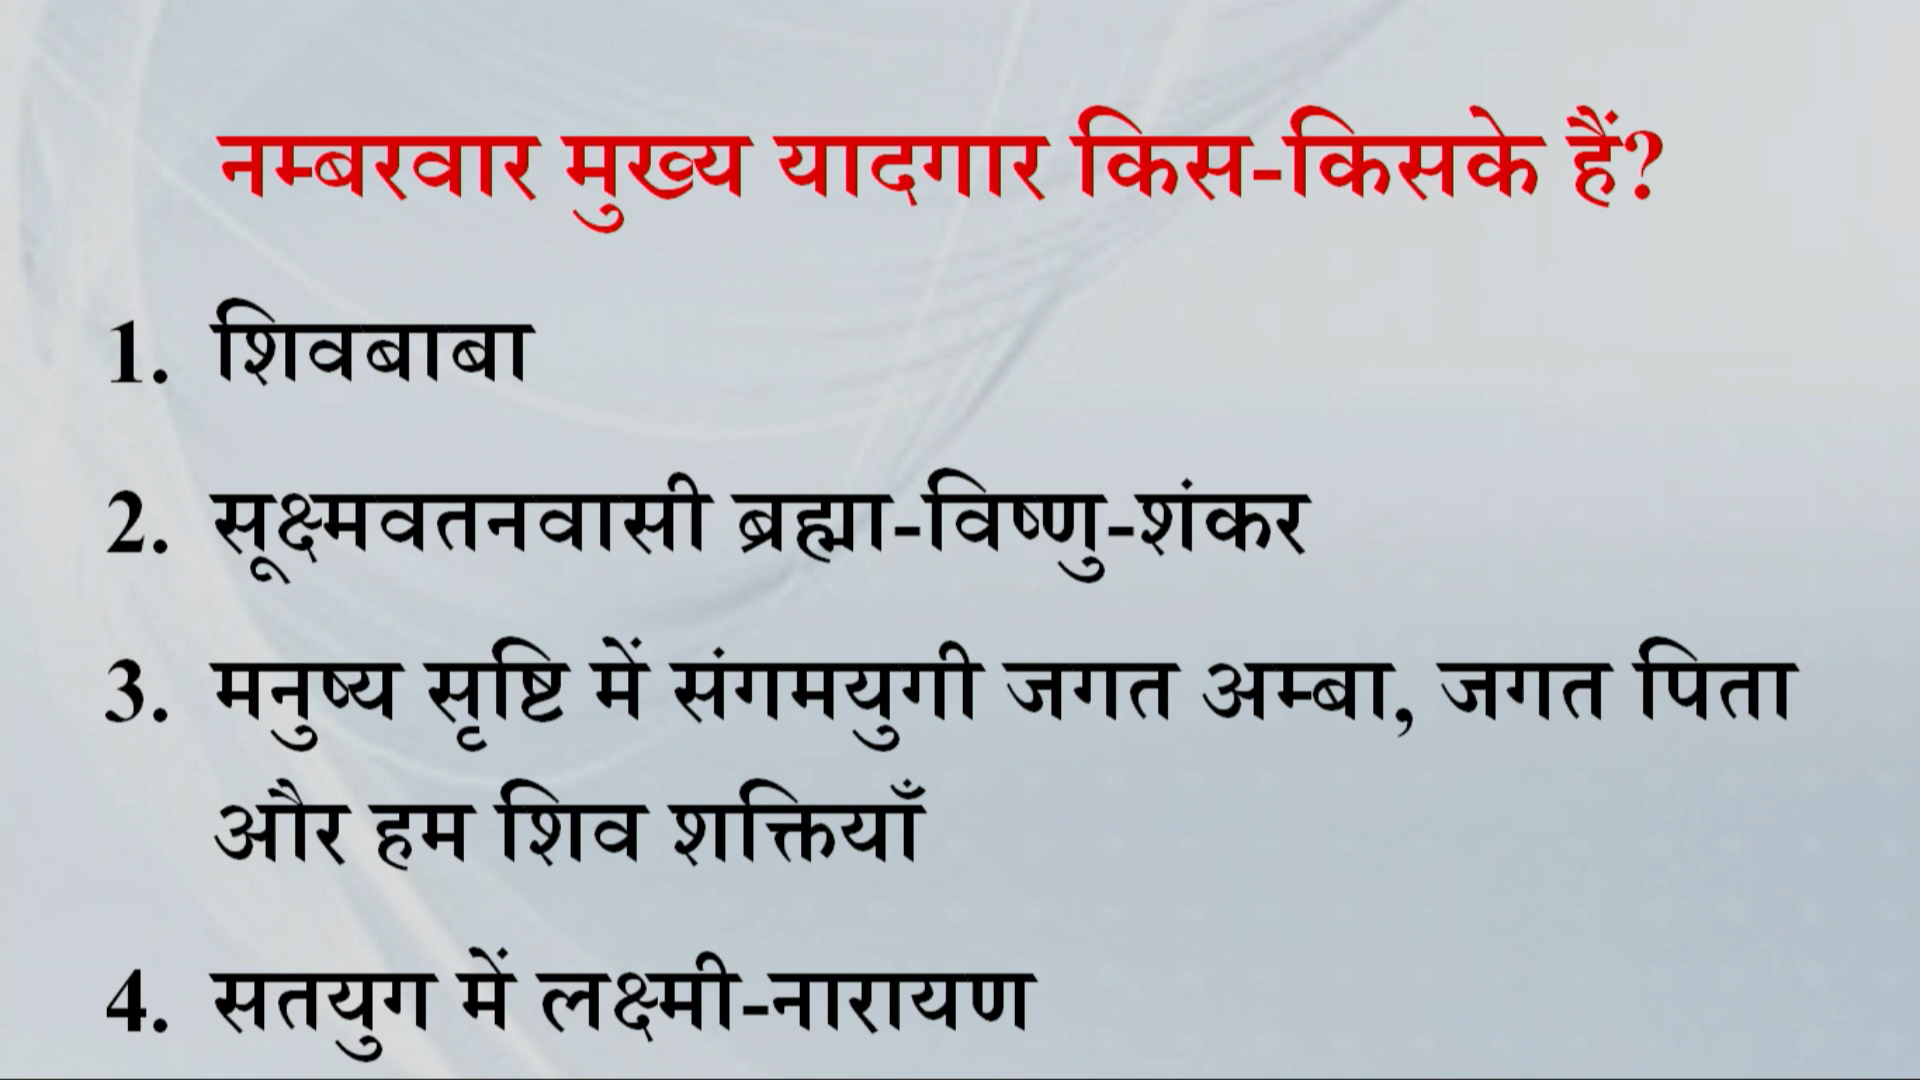 नम्बरवार मुख्य यादगार किस-किसके हैं?
1. शिवबाबा
2. सूक्ष्मवतनवासी ब्रह्मा-विष्णु-शंकर
3. मनुष्य सृष्टि में संगमयुगी जगत अम्बा, जगत पिता
और हम शिव शक्तियाँ
4. सतयुग में लक्ष्मी-नारायण